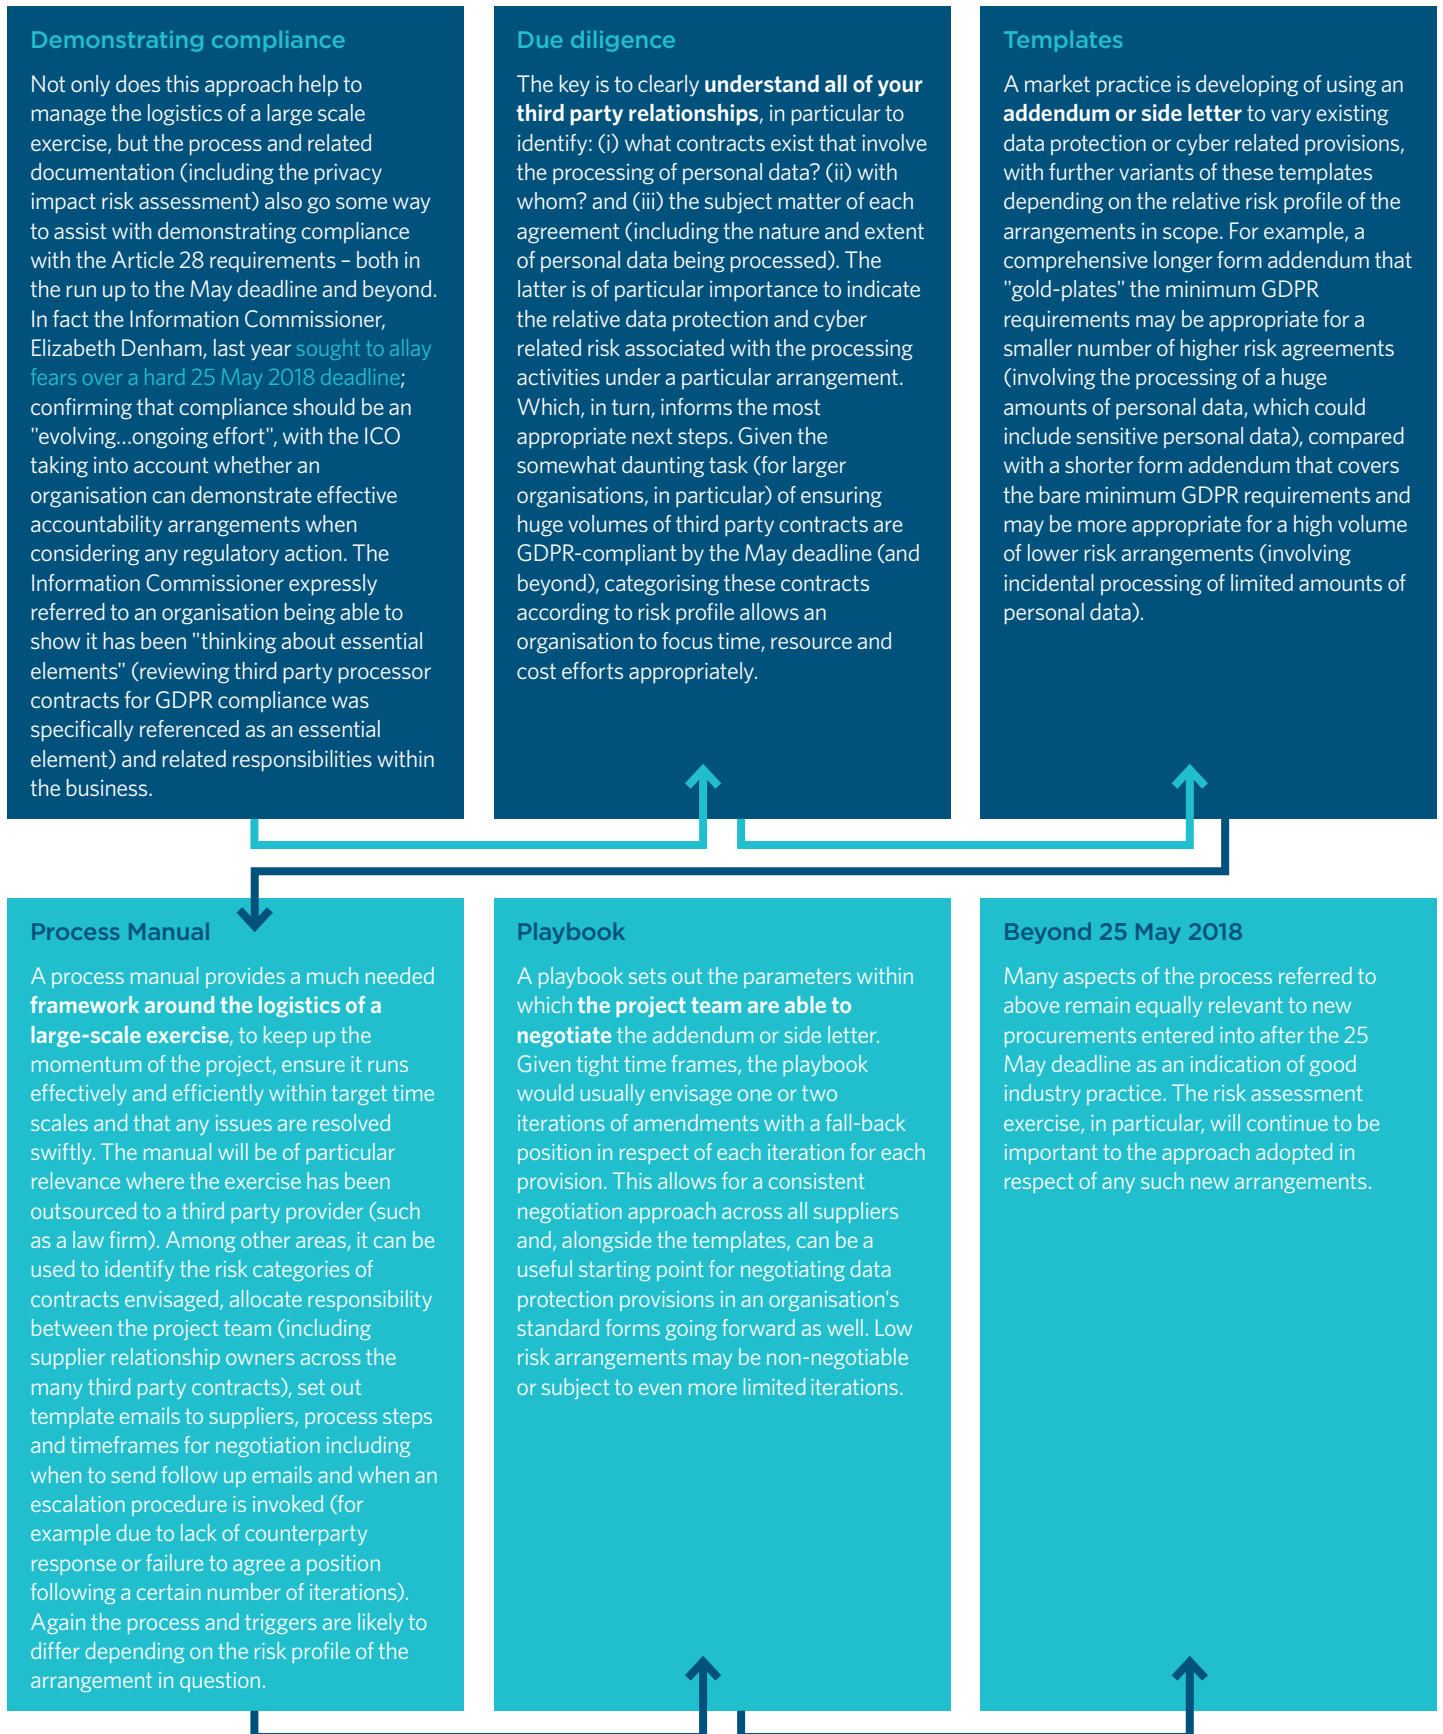 Demonstrating compliance
Not only does this approach help to
manage the logistics of a large scale
exercise, but the process and related
documentation (including the privacy
impact risk assessment) also go some way
to assist with demonstrating compliance
with the Article 28 requirements – both in
the run up to the May deadline and beyond.
In fact the Information Commissioner,
Elizabeth Denham, last year sought to allay
fears over a hard 25 May 2018 deadline;
confirming that compliance should be an
"evolving...ongoing effort", with the ICO
taking into account whether an
organisation can demonstrate effective
accountability arrangements when
considering any regulatory action. The
Information Commissioner expressly
referred to an organisation being able to
show it has been "thinking about essential
elements" (reviewing third party processor
contracts for GDPR compliance was
specifically referenced as an essential
element) and related responsibilities within
the business.
Due diligence
The key is to clearly understand all of your
third party relationships, in particular to
identify: (i) what contracts exist that involve
the processing of personal data? (ii) with
whom? and (iii) the subject matter of each
agreement (including the nature and extent
of personal data being processed). The
latter is of particular importance to indicate
the relative data protection and cyber
related risk associated with the processing
activities under a particular arrangement.
Which, in turn, informs the most
appropriate next steps. Given the
somewhat daunting task (for larger
organisations, in particular) of ensuring
huge volumes of third party contracts are
GDPR-compliant by the May deadline (and
beyond), categorising these contracts
according to risk profile allows an
organisation to focus time, resource and
cost efforts appropriately.
Templates
A market practice is developing of using an
addendum or side letter to vary existing
data protection or cyber related provisions,
with further variants of these templates
depending on the relative risk profile of the
arrangements in scope. For example, a
comprehensive longer form addendum that
"gold-plates" the minimum GDPR
requirements may be appropriate for a
smaller number of higher risk agreements
(involving the processing of a huge
amounts of personal data, which could
include sensitive personal data), compared
with a shorter form addendum that covers
the bare minimum GDPR requirements and
may be more appropriate for a high volume
of lower risk arrangements (involving
incidental processing of limited amounts of
personal data).
Process Manual
A process manual provides a much needed
framework around the logistics of a
large-scale exercise, to keep up the
momentum of the project, ensure it runs
effectively and efficiently within target time
scales and that any issues are resolved
swiftly. The manual will be of particular
relevance where the exercise has been
outsourced to a third party provider (such
as a law firm). Among other areas, it can be
used to identify the risk categories of
contracts envisaged, allocate responsibility
between the project team (including
supplier relationship owners across the
many third party contracts), set out
template emails to suppliers, process steps
and timeframes for negotiation including
when to send follow up emails and when an
escalation procedure is invoked (for
example due to lack of counterparty
response or failure to agree a position
following a certain number of iterations).
Again the process and triggers are likely to
differ depending on the risk profile of the
arrangement in question.
Playbook
A playbook sets out the parameters within
which the project team are able to
negotiate the addendum or side letter.
Given tight time frames, the playbook
would usually envisage one or two
iterations of amendments with a fall-back
position in respect of each iteration for each
provision. This allows for a consistent
negotiation approach across all suppliers
and, alongside the templates, can be a
useful starting point for negotiating data
protection provisions in an organisation's
standard forms going forward as well. Low
risk arrangements may be non-negotiable
or subject to even more limited iterations.
Beyond 25 May 2018
Many aspects of the process referred to
above remain equally relevant to new
procurements entered into after the 25
May deadline as an indication of good
industry practice. The risk assessment
exercise, in particular, will continue to be
important to the approach adopted in
respect of any such new arrangements.